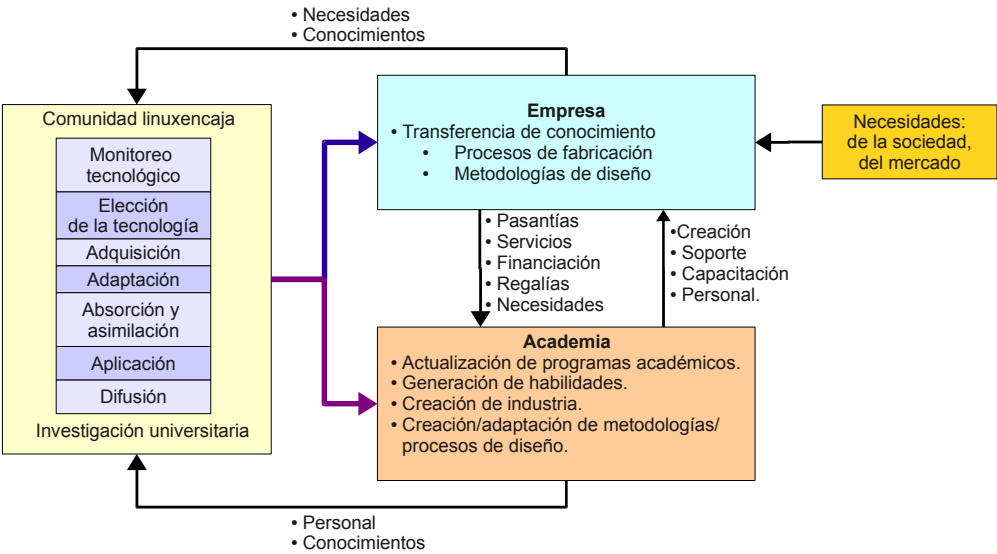 • Necesidades
• Conocimientos
Comunidad linuxencaja
Monitoreo
tecnológico
Elección
de la tecnología
Adquisición
Adaptación
Absorción y
asimilación
Aplicación
Difusión
Investigación universitaria
Empresa
• Transferencia de conocimiento
• Procesos de fabricación
• Metodologías de diseño
Necesidades:
de la sociedad,
del mercado
• Pasantías
• Servicios
• Financiación
• Regalías
• Necesidades
•Creación
• Soporte
• Capacitación
• Personal.
Academia
• Actualización de programas académicos.
• Generación de habilidades.
• Creación de industria.
• Creación/adaptación de metodologías/
procesos de diseño.
• Personal
• Conocimientos